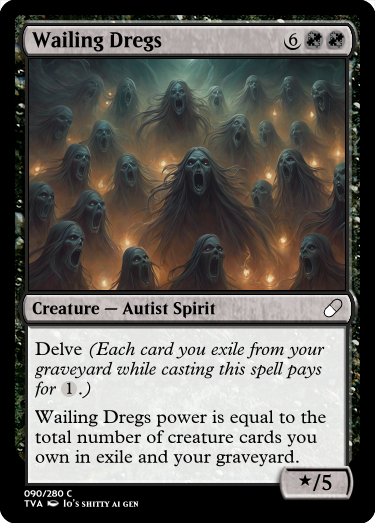 Wailing Dregs 6
Creature — Autist Spirit
Delve (Each card you exile from your
graveyard while casting this spell pays
for 1.)
Wailing Dregs power is equal to the
total number of creature cards you
own in exile and your graveyard.
★/5
090/280 C
TVA Io's shitty ai gen